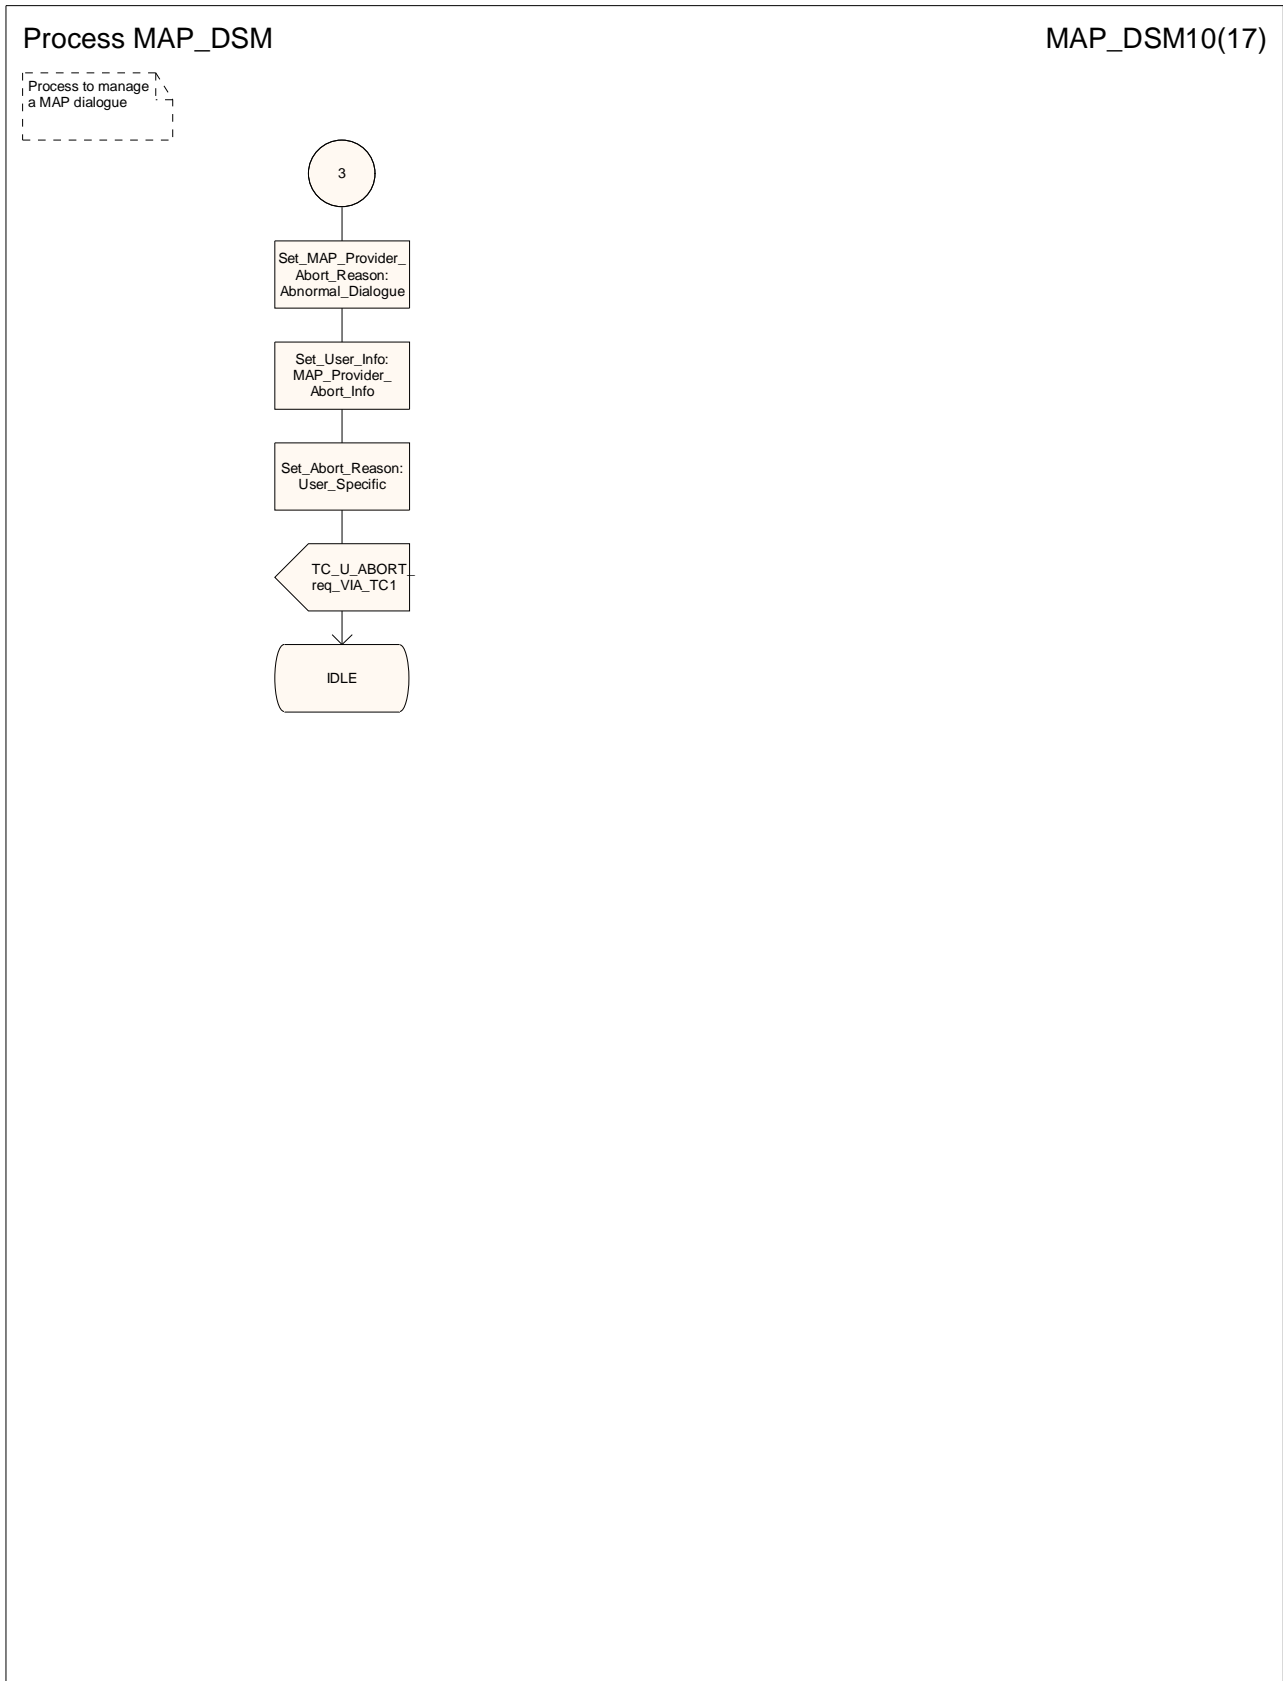 Process MAP_DSM
MAP_DSM10(17)
Process to manage
a MAP dialogue
3
Set_MAP_Provider_
Abort_Reason:
Abnormal_Dialogue
Set_User_Info:
MAP_Provider_
Abort_Info
Set_Abort_Reason:
User_Specific
TC_U_ABORT_
req_VIA_TC1
IDLE